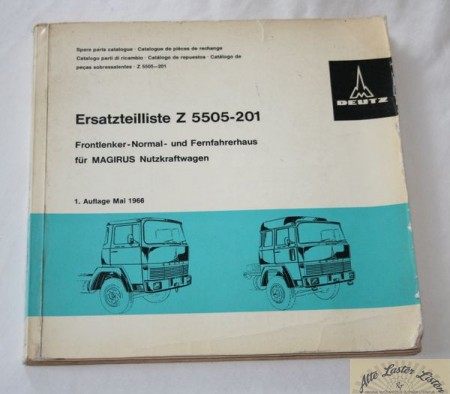 Spare parts catalogue · Catalogue de pièces de rechange
Catalogo parti di ricambio · Catálogo de repuestos · Catálogo de
peças sobresselentes · Z 5505–201
DEUTZ
Ersatzteilliste Z 5505-201
Frontlenker-Normal- und Fernfahrerhaus
für MAGIRUS Nutzkraftwagen
1. Auflage Mai 1966
Alte Laster Listen